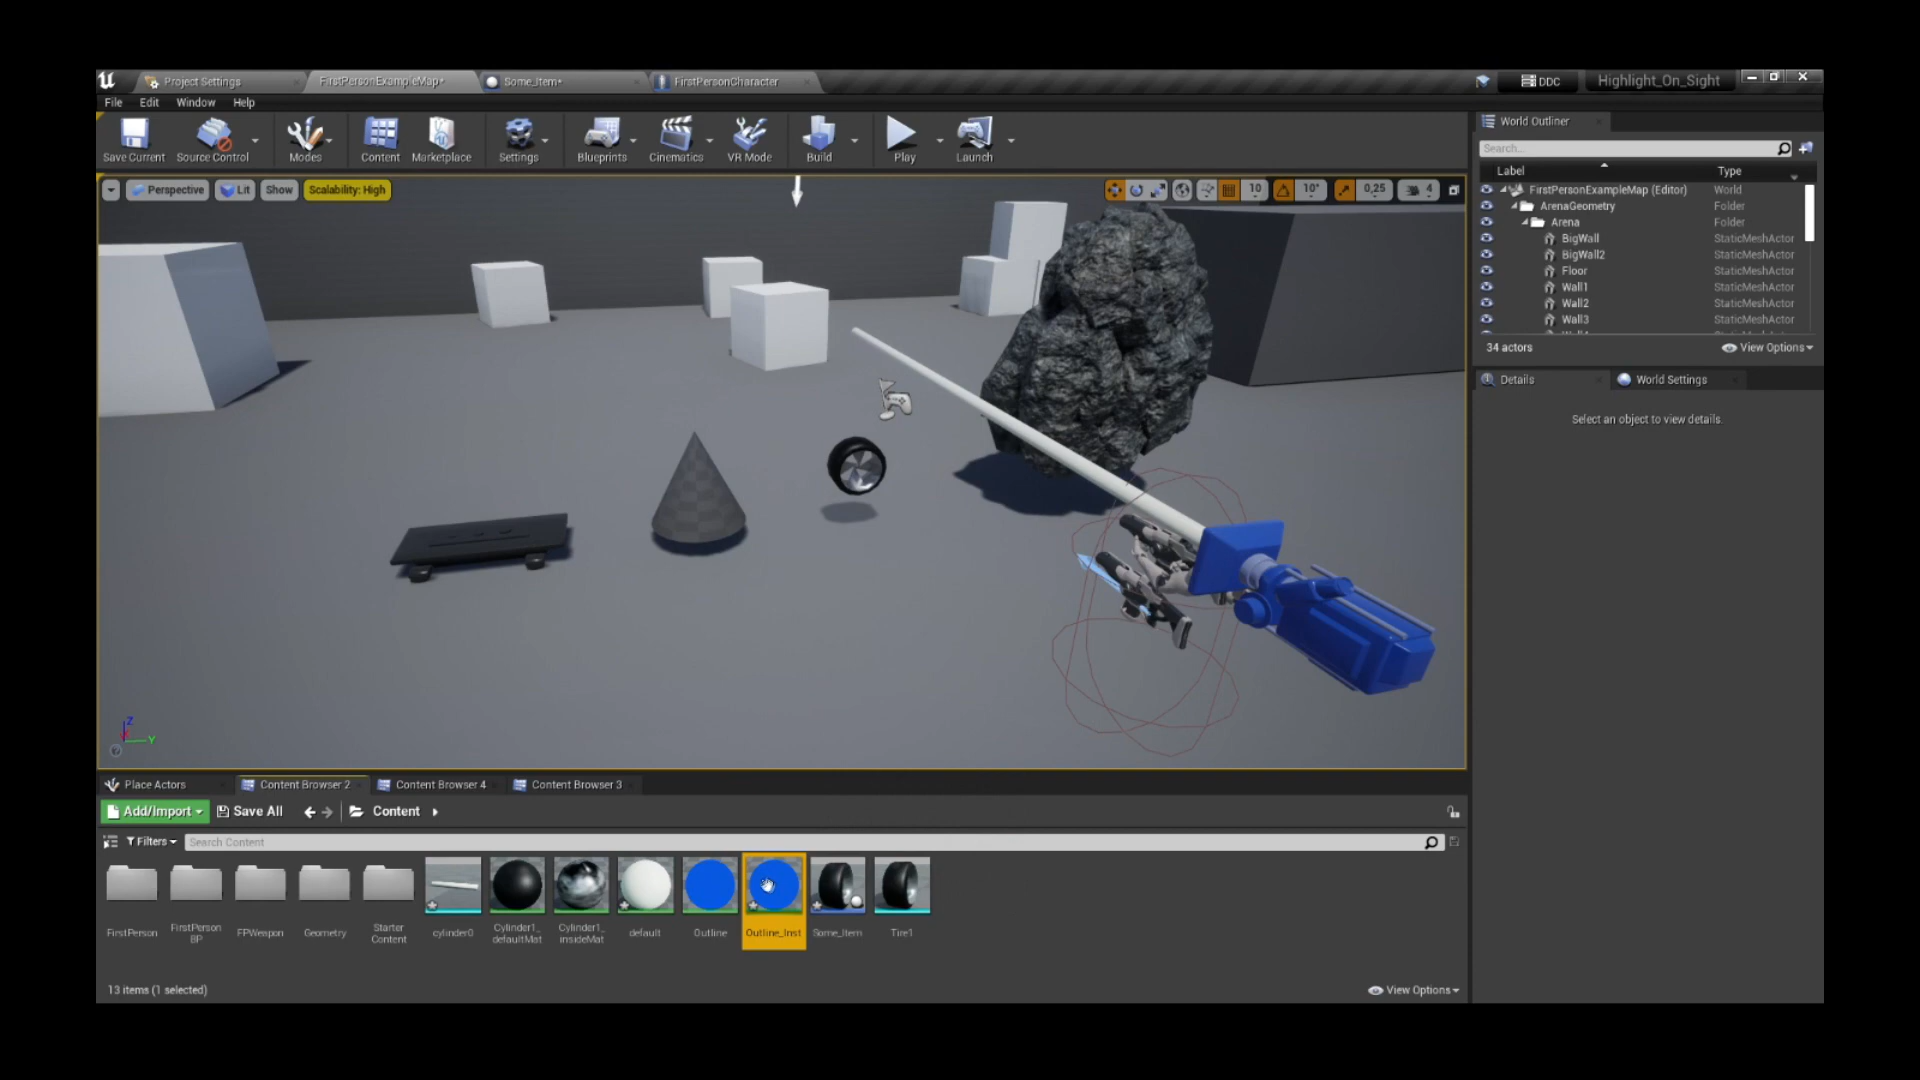 Project Settings
FirstPersonExampleMap*
Some_Item*
FirstPersonCharacter
DDC
Highlight_On_Sight
File Edit Window Help
Save Current
Source Control
Modes
Content
Marketplace
Settings
Blueprints
Cinematics
VR Mode
Build
Play
Launch
Perspective
Lit
Show
Scalability: High
10
10°
0,25
4
World Outliner
Search...
Label Type
FirstPersonExampleMap (Editor) World
ArenaGeometry Folder
Arena Folder
BigWall StaticMeshActor
BigWall2 StaticMeshActor
Floor StaticMeshActor
Wall1 StaticMeshActor
Wall2 StaticMeshActor
Wall3 StaticMeshActor
34 actors
View Options
Details
World Settings
Select an object to view details.
Z
Y
Place Actors
Content Browser 2
Content Browser 4
Content Browser 3
Add/Import
Save All
Content
Filters
Search Content
FirstPerson
FirstPerson
BP
FPWeapon
Geometry
Starter
Content
cylinder0
Cylinder1_
defaultMat
Cylinder1_
insideMat
default
Outline
Outline_Inst
Some_Item
Tire1
13 items (1 selected)
View Options